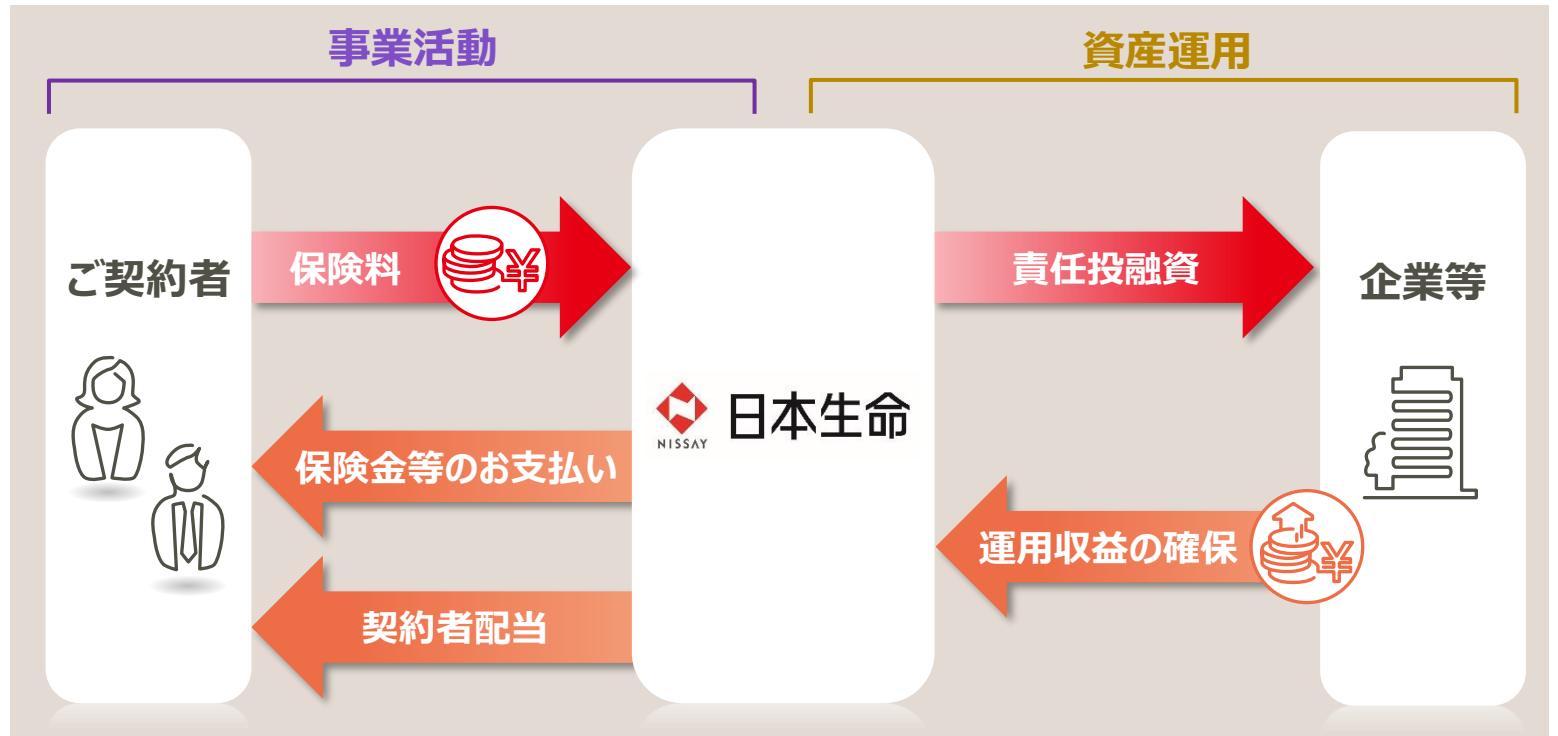 事業活動
資産運用
ご契約者
保険料
責任投融資
企業等
NISSAY
日本生命
保険金等のお支払い
運用収益の確保
契約者配当